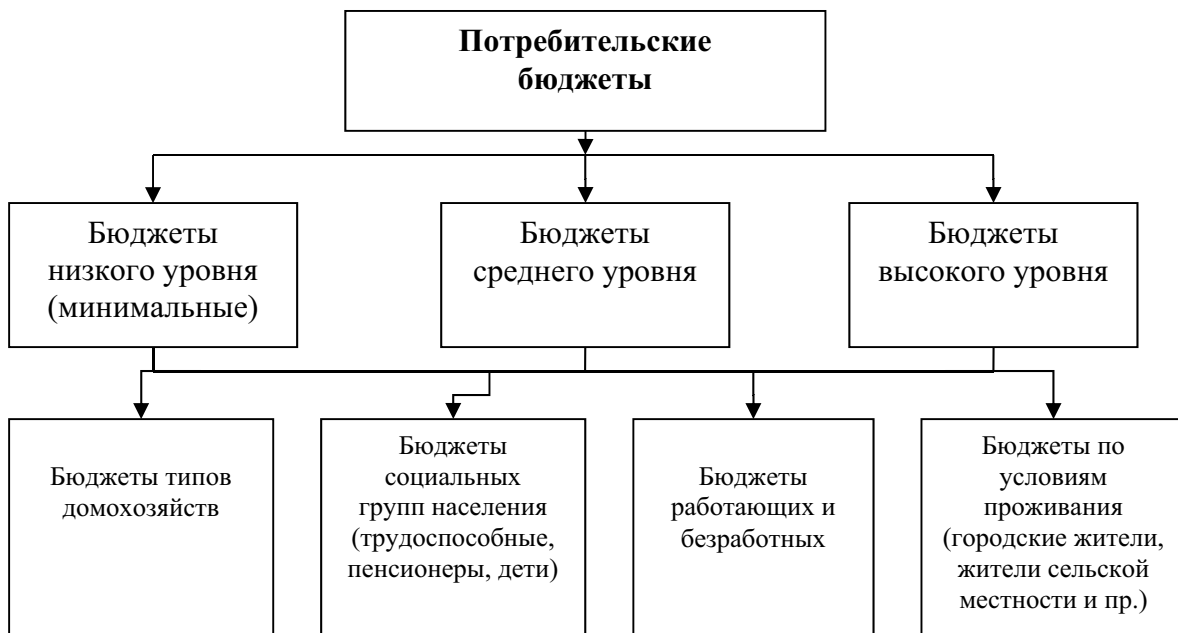 Потребительские
бюджеты
Бюджеты
низкого уровня
(минимальные)
Бюджеты
среднего уровня
Бюджеты
высокого уровня
Бюджеты типов
домохозяйств
Бюджеты
социальных
групп населения
(трудоспособные,
пенсионеры, дети)
Бюджеты
работающих и
безработных
Бюджеты по
условиям
проживания
(городские жители,
жители сельской
местности и пр.)